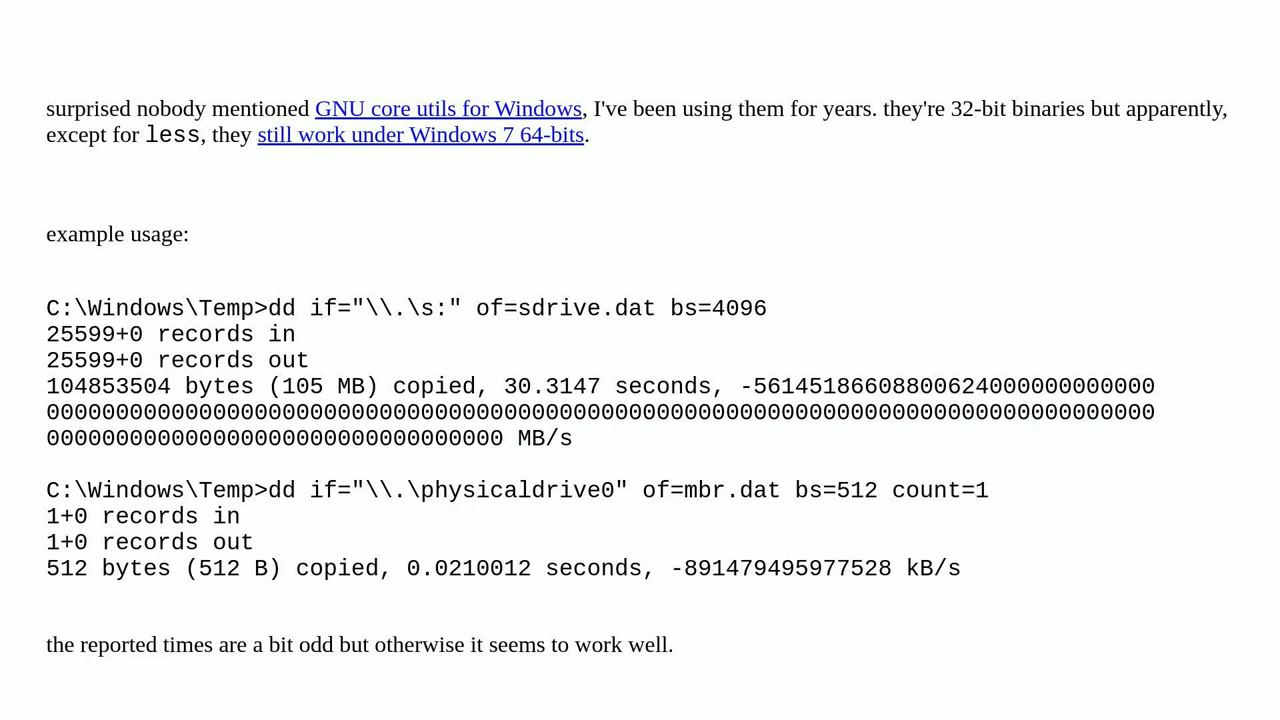 surprised nobody mentioned GNU core utils for Windows, I've been using them for years. they're 32-bit binaries but apparently,
except for less, they still work under Windows 7 64-bits.
example usage:
C:\Windows\Temp>dd if="\\.\s:" of=sdrive.dat bs=4096
25599+0 records in
25599+0 records out
104853504 bytes (105 MB) copied, 30.3147 seconds, -561451866088006240000000000000
00000000000000000000000000000000000000000000000000000000000000000000000000000000
000000000000000000000000000000000 MB/s
C:\Windows\Temp>dd if="\\.\physicaldrive0" of=mbr.dat bs=512 count=1
1+0 records in
1+0 records out
512 bytes (512 B) copied, 0.0210012 seconds, -891479495977528 kB/s
the reported times are a bit odd but otherwise it seems to work well.